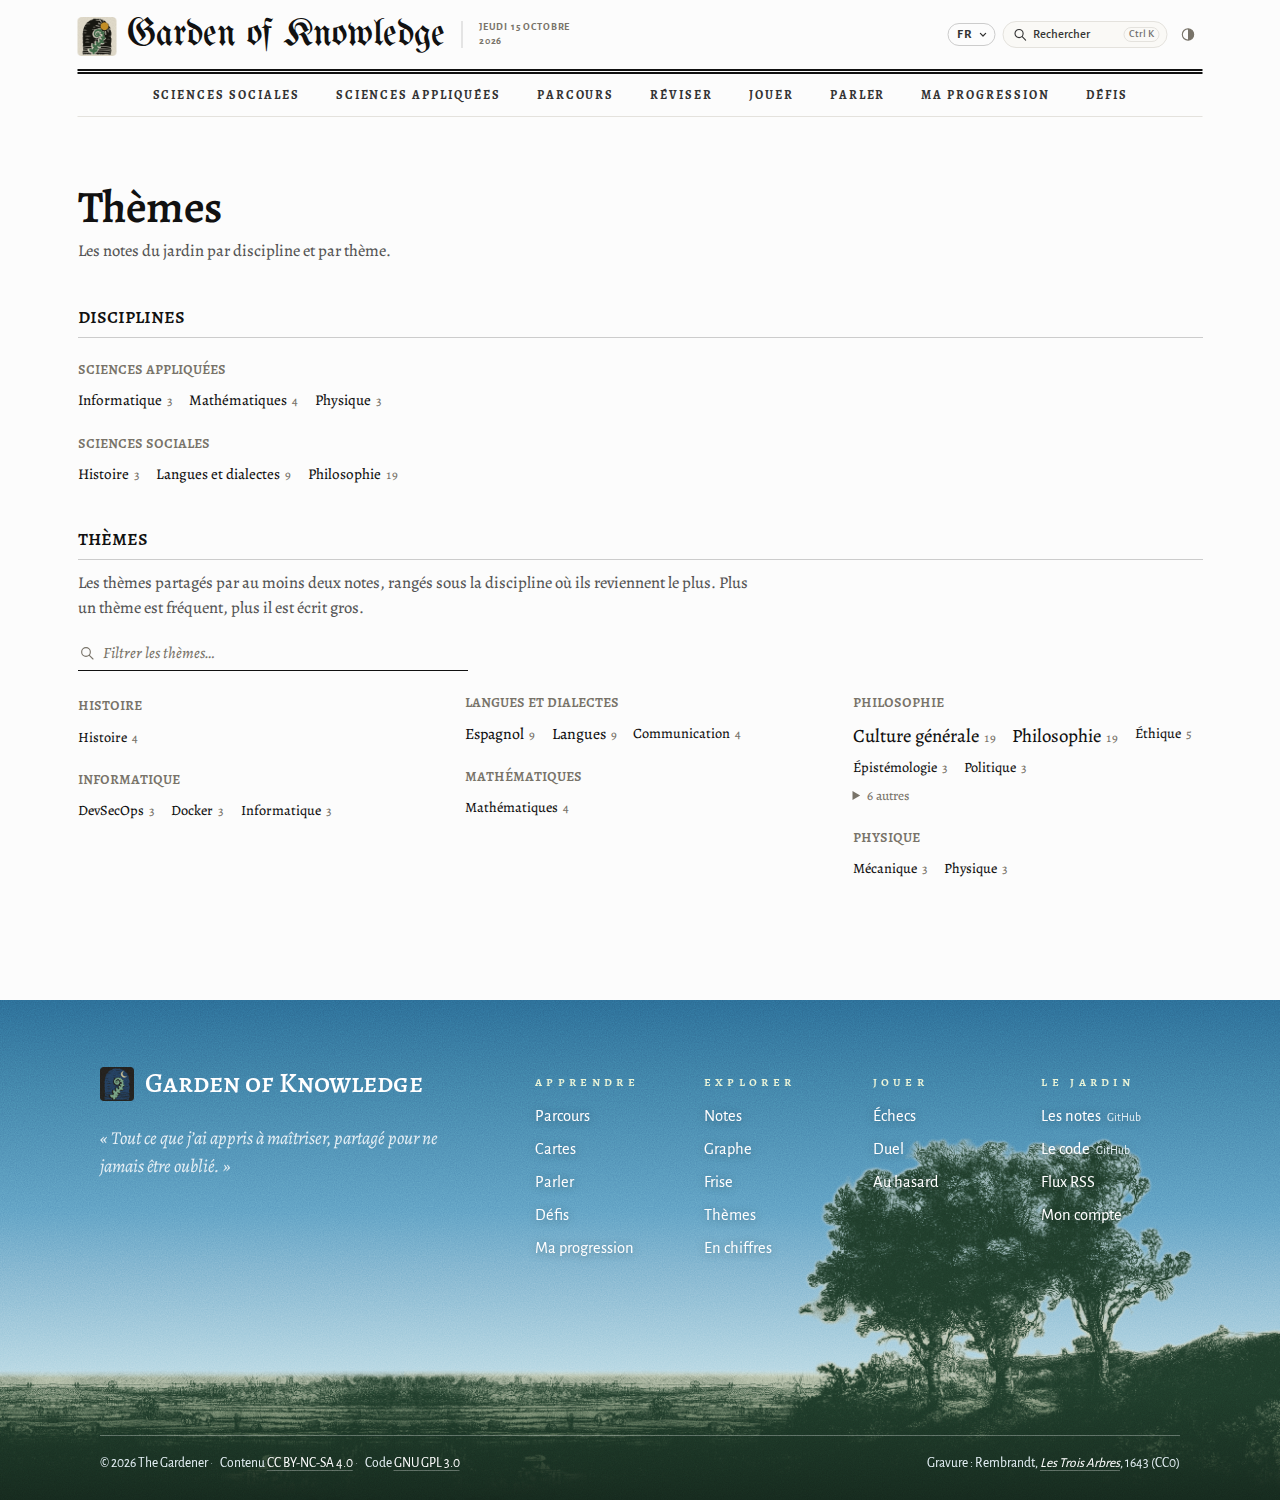 Garden of Knowledge
JEUDI 15 OCTOBRE
2026
FR
Rechercher
Ctrl K
SCIENCES SOCIALES
SCIENCES APPLIQUÉES
PARCOURS
RÉVISER
JOUER
PARLER
MA PROGRESSION
DÉFIS
Thèmes
Les notes du jardin par discipline et par thème.
DISCIPLINES
SCIENCES APPLIQUÉES
Informatique 3 Mathématiques 4 Physique 3
SCIENCES SOCIALES
Histoire 3 Langues et dialectes 9 Philosophie 19
THÈMES
Les thèmes partagés par au moins deux notes, rangés sous la discipline où ils reviennent le plus. Plus
un thème est fréquent, plus il est écrit gros.
Filtrer les thèmes…
HISTOIRE
Histoire 4
INFORMATIQUE
DevSecOps 3 Docker 3 Informatique 3
LANGUES ET DIALECTES
Espagnol 9 Langues 9 Communication 4
MATHÉMATIQUES
Mathématiques 4
PHILOSOPHIE
Culture générale 19 Philosophie 19 Éthique 5
Épistémologie 3 Politique 3
6 autres
PHYSIQUE
Mécanique 3 Physique 3
Garden of Knowledge
« Tout ce que j’ai appris à maîtriser, partagé pour ne
jamais être oublié. »
APPRENDRE
Parcours
Cartes
Parler
Défis
Ma progression
EXPLORER
Notes
Graphe
Frise
Thèmes
En chiffres
JOUER
Échecs
Duel
Au hasard
LE JARDIN
Les notes GitHub
Le code GitHub
Flux RSS
Mon compte
© 2026 The Gardener · Contenu CC BY-NC-SA 4.0 · Code GNU GPL 3.0
Gravure : Rembrandt, Les Trois Arbres, 1643 (CC0)